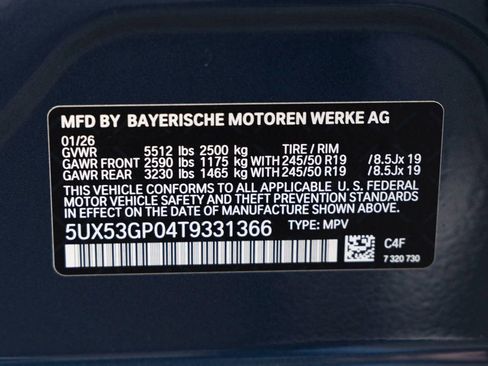 MFD BY BAYERISCHE MOTOREN WERKE AG
01/26
GVWR 5512 lbs 2500 kg TIRE / RIM
GAWR FRONT 2590 lbs 1175 kg WITH 245/50 R19 / 8.5Jx 19
GAWR REAR 3230 lbs 1465 kg WITH 245/50 R19 / 8.5Jx 19
THIS VEHICLE CONFORMS TO ALL APPLICABLE U. S. FEDERAL
MOTOR VEHICLE SAFETY AND THEFT PREVENTION STANDARDS
IN EFFECT ON THE DATE OF MANUFACTURE SHOWN ABOVE.
5UX53GP04T9331366 TYPE: MPV
C4F
7 320 730